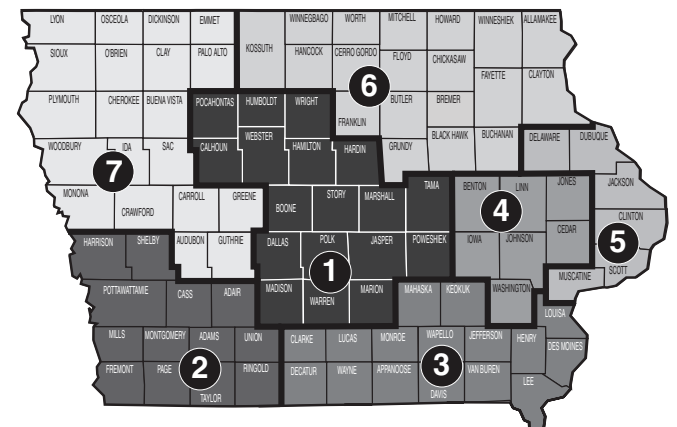 LYON OSCEOLA DICKINSON EMMET WINNEGBAGO WORTH MITCHELL HOWARD WINNESHIEK ALLAMAKEE
KOSSUTH
SIOUX O'BRIEN CLAY PALO ALTO HANCOCK CERRO GORDO FLOYD CHICKASAW
6
FAYETTE CLAYTON
PLYMOUTH CHEROKEE BUENA VISTA POCAHONTAS HUMBOLDT WRIGHT BUTLER BREMER
FRANKLIN
WEBSTER BLACK HAWK BUCHANAN DELAWARE DUBUQUE
WOODBURY IDA SAC CALHOUN HAMILTON HARDIN GRUNDY
7
TAMA BENTON LINN JONES JACKSON
MONONA CRAWFORD CARROLL GREENE BOONE STORY MARSHALL
4
CLINTON
HARRISON SHELBY AUDUBON GUTHRIE DALLAS POLK JASPER POWESHIEK IOWA JOHNSON CEDAR
5
1
SCOTT
MUSCATINE
POTTAWATTAMIE CASS ADAIR MADISON WARREN MARION MAHASKA KEOKUK WASHINGTON
LOUISA
MILLS MONTGOMERY ADAMS UNION CLARKE LUCAS MONROE WAPELLO JEFFERSON HENRY DES MOINES
2
3
FREMONT PAGE TAYLOR RINGOLD DECATUR WAYNE APPANOOSE DAVIS VAN BUREN LEE